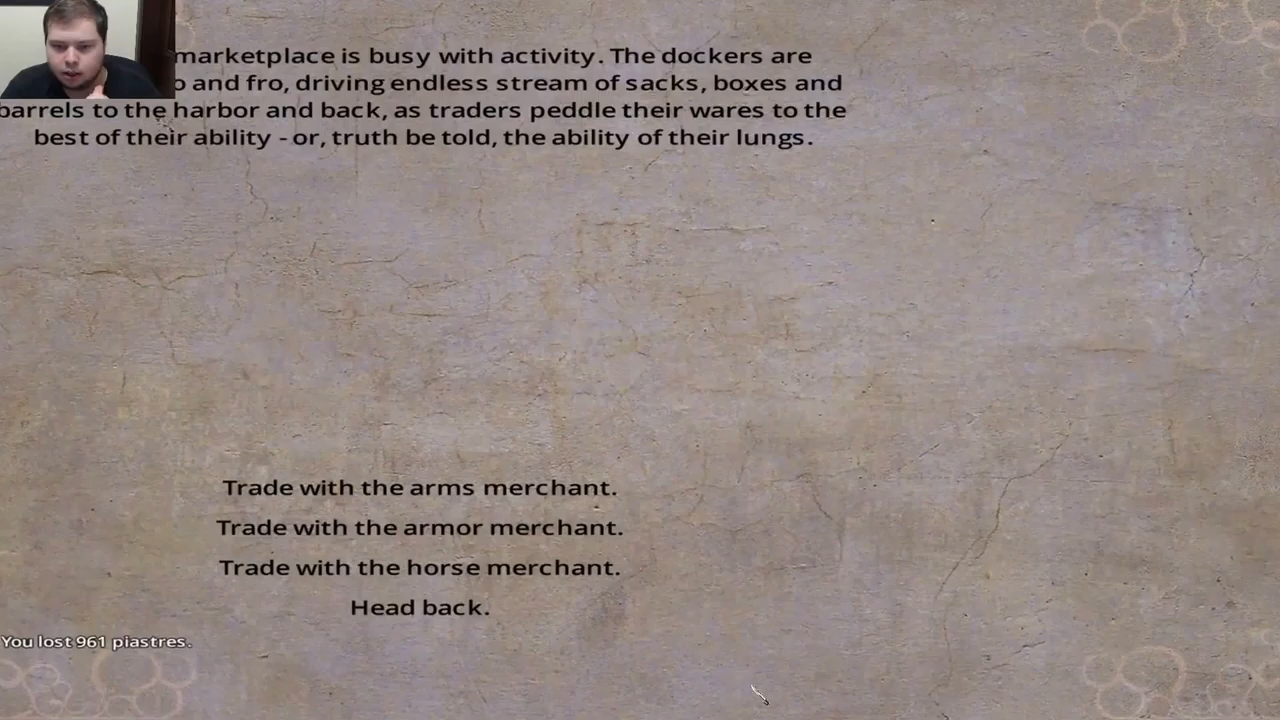 marketplace is busy with activity. The dockers are
and fro, driving endless stream of sacks, boxes and
barrels to the harbor and back, as traders peddle their wares to the
best of their ability - or, truth be told, the ability of their lungs.
Trade with the arms merchant.
Trade with the armor merchant.
Trade with the horse merchant.
Head back.
You lost 961 piastres.